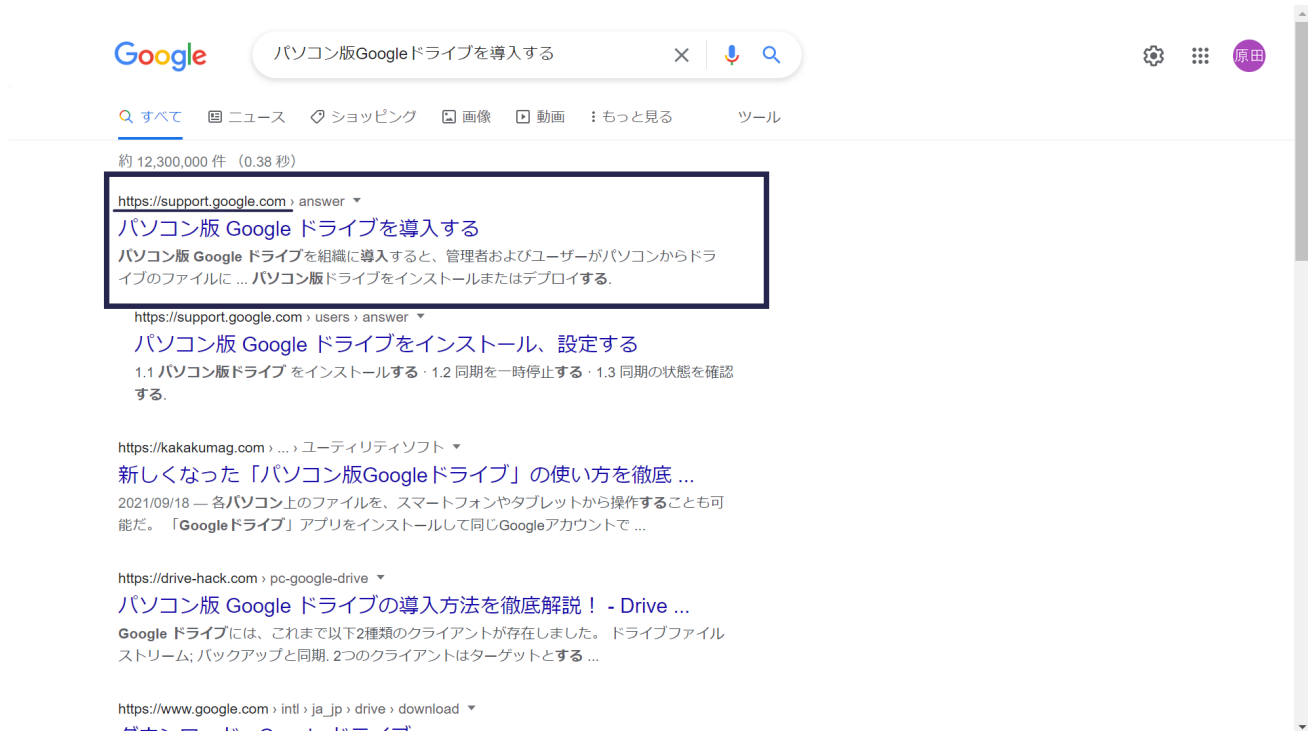 Google
パソコン版Googleドライブを導入する
原田
すべて ニュース ショッピング 画像 動画 もっと見る ツール
約 12,300,000 件 （0.38 秒）
https://support.google.com › answer
パソコン版 Google ドライブを導入する
パソコン版 Google ドライブを組織に導入すると、管理者およびユーザーがパソコンからドラ
イブのファイルに ... パソコン版ドライブをインストールまたはデプロイする.
https://support.google.com › users › answer
パソコン版 Google ドライブをインストール、設定する
1.1 パソコン版ドライブ をインストールする · 1.2 同期を一時停止する · 1.3 同期の状態を確認
する.
https://kakakumag.com › ... › ユーティリティソフト
新しくなった「パソコン版Googleドライブ」の使い方を徹底 ...
2021/09/18 — 各パソコン上のファイルを、スマートフォンやタブレットから操作することも可
能だ。 「Googleドライブ」アプリをインストールして同じGoogleアカウントで ...
https://drive-hack.com › pc-google-drive
パソコン版 Google ドライブの導入方法を徹底解説！ - Drive ...
Google ドライブには、これまで以下2種類のクライアントが存在しました。 ドライブファイル
ストリーム; バックアップと同期. 2つのクライアントはターゲットとする ...
https://www.google.com › intl › ja_jp › drive › download
ダウンロード - Google ドライブ